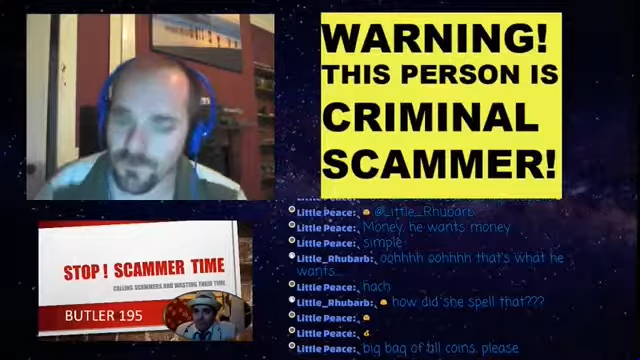 WARNING!
THIS PERSON IS
CRIMINAL
SCAMMER!
Little Peace: @Little_Rhubarb
Little Peace: Money, he wants money
Little Peace: simple
Little_Rhubarb: oohhhh oohhhh that's what he
wants...
Little Peace: hach
Little_Rhubarb: how did she spell that???
Little Peace:
Little Peace:
Little Peace: big bag of till coins, please
STOP! SCAMMER TIME
CALLING SCAMMERS AND WASTING THEIR TIME
BUTLER 195